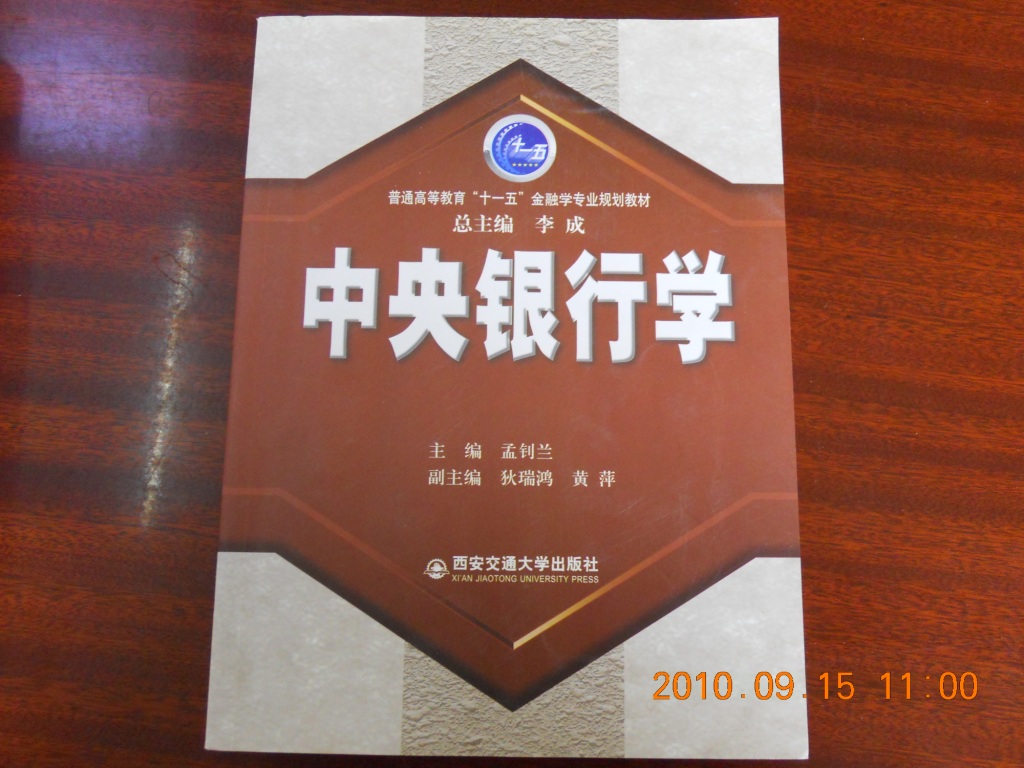 十一五
普通高等教育“十一五”金融学专业规划教材
总主编 李成
中央银行学
主编 孟钊兰
副主编 狄瑞鸿 黄萍
西安交通大学出版社
XI'AN JIAOTONG UNIVERSITY PRESS
2010.09.15 11:00